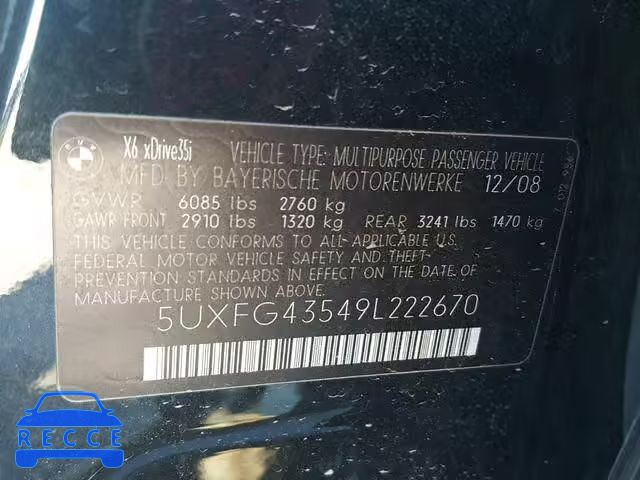 BMW
X6 xDrive35i VEHICLE TYPE: MULTIPURPOSE PASSENGER VEHICLE
MFD BY BAYERISCHE MOTORENWERKE 12/08
GVWR 6085 lbs 2760 kg
GAWR FRONT 2910 lbs 1320 kg REAR 3241 lbs 1470 kg
THIS VEHICLE CONFORMS TO ALL APPLICABLE U.S.
FEDERAL MOTOR VEHICLE SAFETY AND THEFT
PREVENTION STANDARDS IN EFFECT ON THE DATE OF
MANUFACTURE SHOWN ABOVE.
5UXFG43549L222670
RECCE